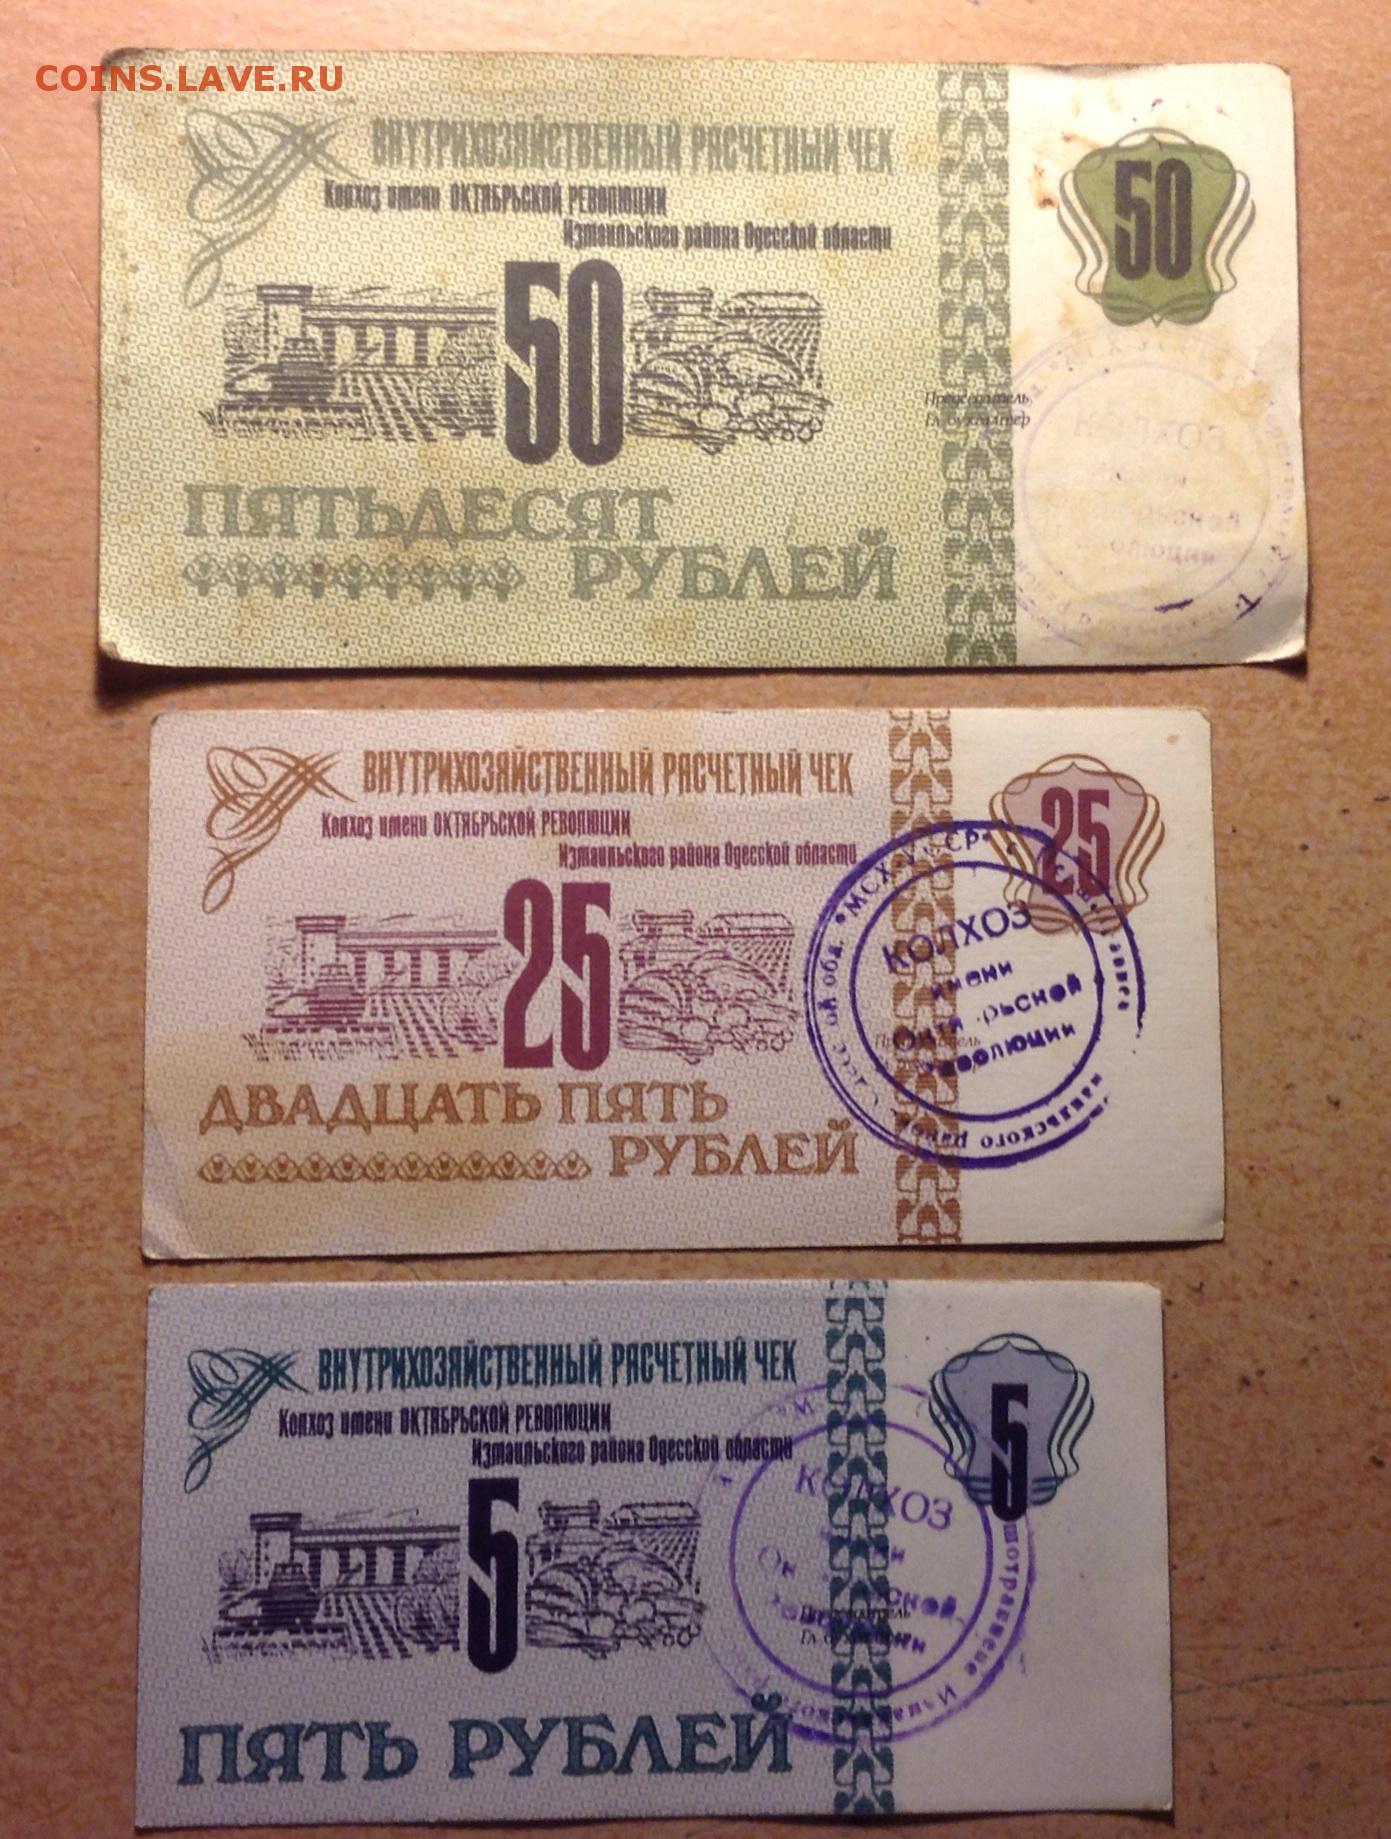 COINS.LAVE.RU
ВНУТРИХОЗЯЙСТВЕННЫЙ РАСЧЕТНЫЙ ЧЕК
Колхоз имени ОКТЯБРЬСКОЙ РЕВОЛЮЦИИ
Измаильского района Одесской области
50
50
Председатель
Гл. бухгалтер
ПЯТЬДЕСЯТ
РУБЛЕЙ
ВНУТРИХОЗЯЙСТВЕННЫЙ РАСЧЕТНЫЙ ЧЕК
Колхоз имени ОКТЯБРЬСКОЙ РЕВОЛЮЦИИ
Измаильского района Одесской области
25
25
КОЛХОЗ
имени
ДВАДЦАТЬ ПЯТЬ
РУБЛЕЙ
ВНУТРИХОЗЯЙСТВЕННЫЙ РАСЧЕТНЫЙ ЧЕК
Колхоз имени ОКТЯБРЬСКОЙ РЕВОЛЮЦИИ
Измаильского района Одесской области
5
5
КОЛХОЗ
Председатель
ПЯТЬ РУБЛЕЙ